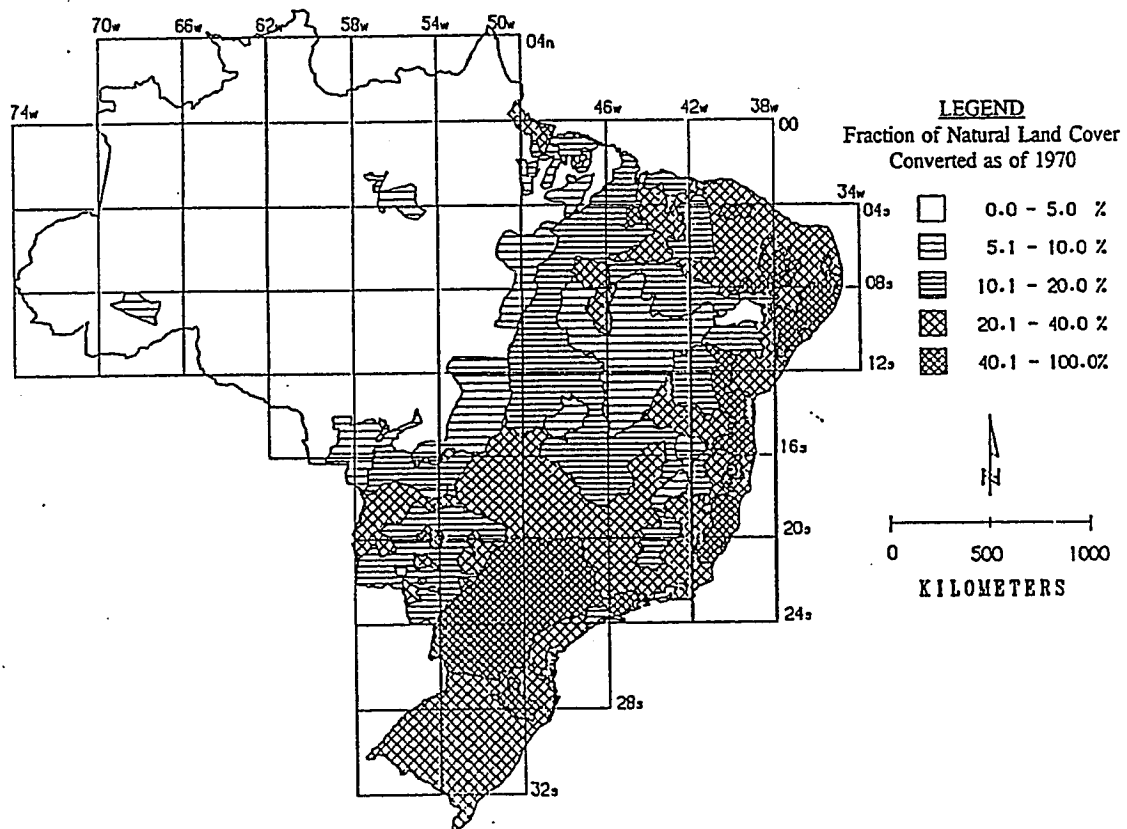 70w 66w 62w 58w 54w 50w
04n
74w 46w 42w 38w
00
34w
04s
08s
12s
16s
20s
24s
28s
32s
LEGEND
Fraction of Natural Land Cover
Converted as of 1970
0.0 - 5.0 %
5.1 - 10.0 %
10.1 - 20.0 %
20.1 - 40.0 %
40.1 - 100.0%
N
0 500 1000
KILOMETERS